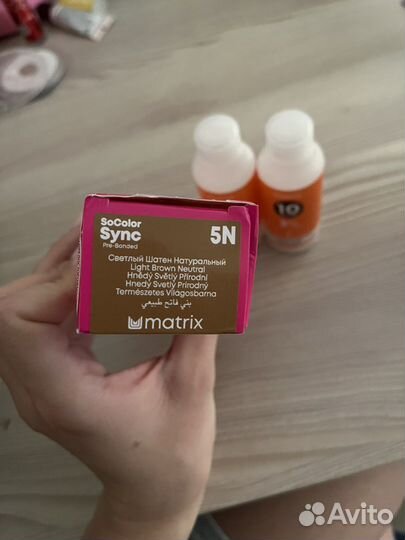 SoColor
Sync
Pre-Bonded
5N
Светлый Шатен Натуральный
Light Brown Neutral
Hnědý Světlý Přírodní
Hnedý Svetlý Prírodný
Természetes Világosbarna
بني فاتح طبيعي
matrix
10
Avito